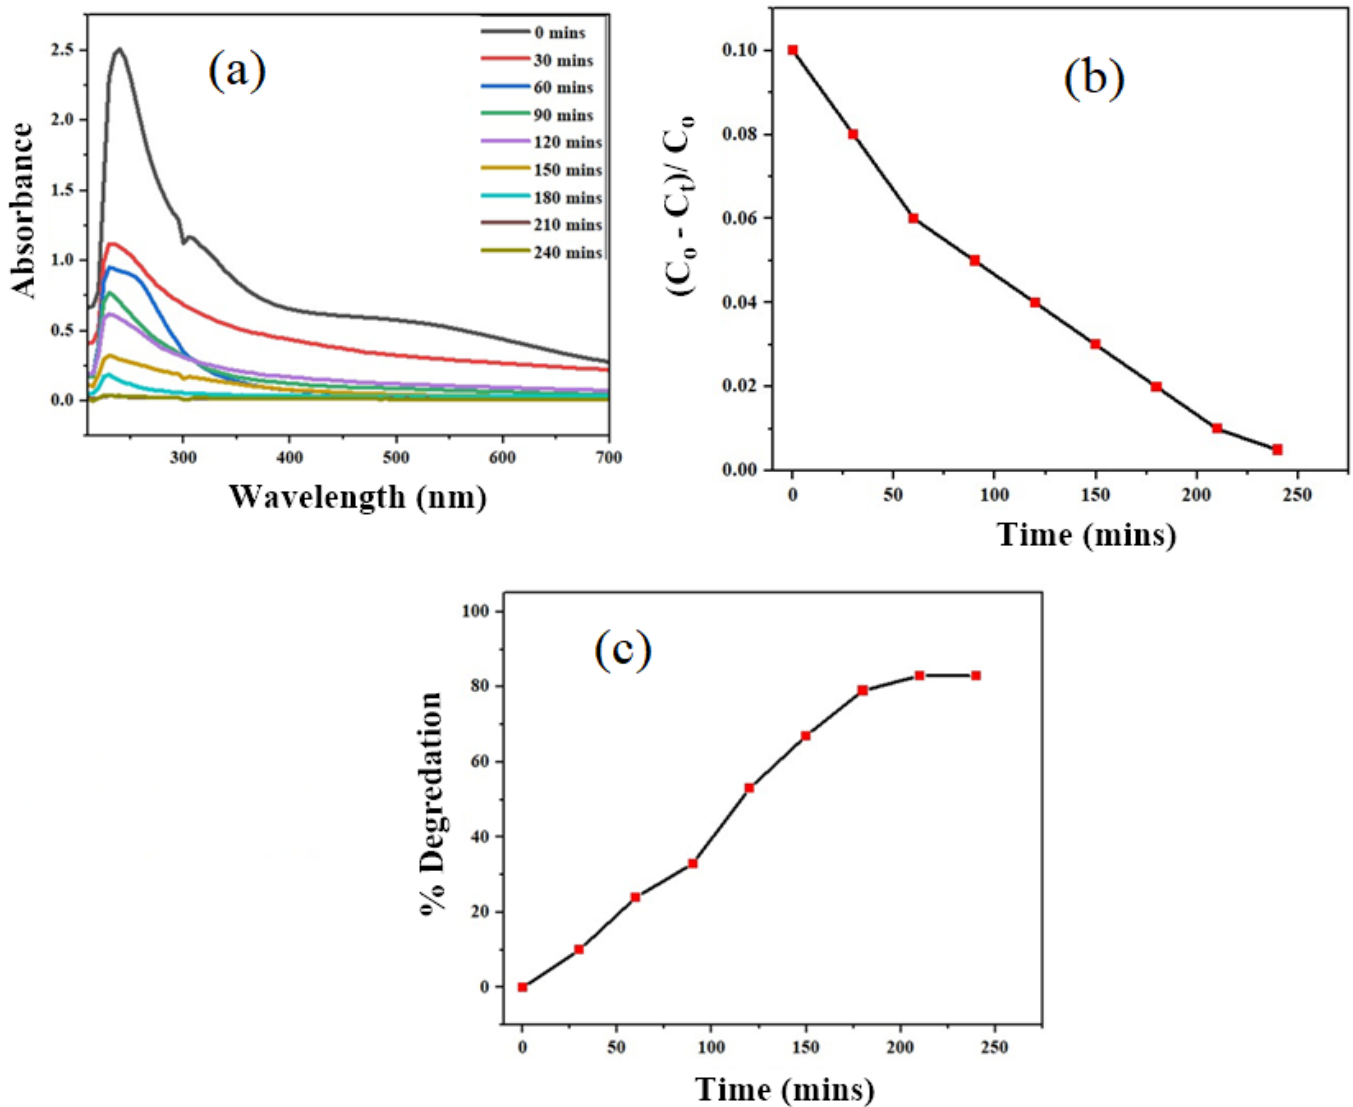 (a)
0 mins
30 mins
60 mins
90 mins
120 mins
150 mins
180 mins
210 mins
240 mins
2.5
2.0
1.5
1.0
0.5
0.0
Absorbance
300 400 500 600 700
Wavelength (nm)
(b)
0.10
0.08
0.06
0.04
0.02
0.00
(Co - Ct)/ Co
0 50 100 150 200 250
Time (mins)
(c)
100
80
60
40
20
0
% Degredation
0 50 100 150 200 250
Time (mins)